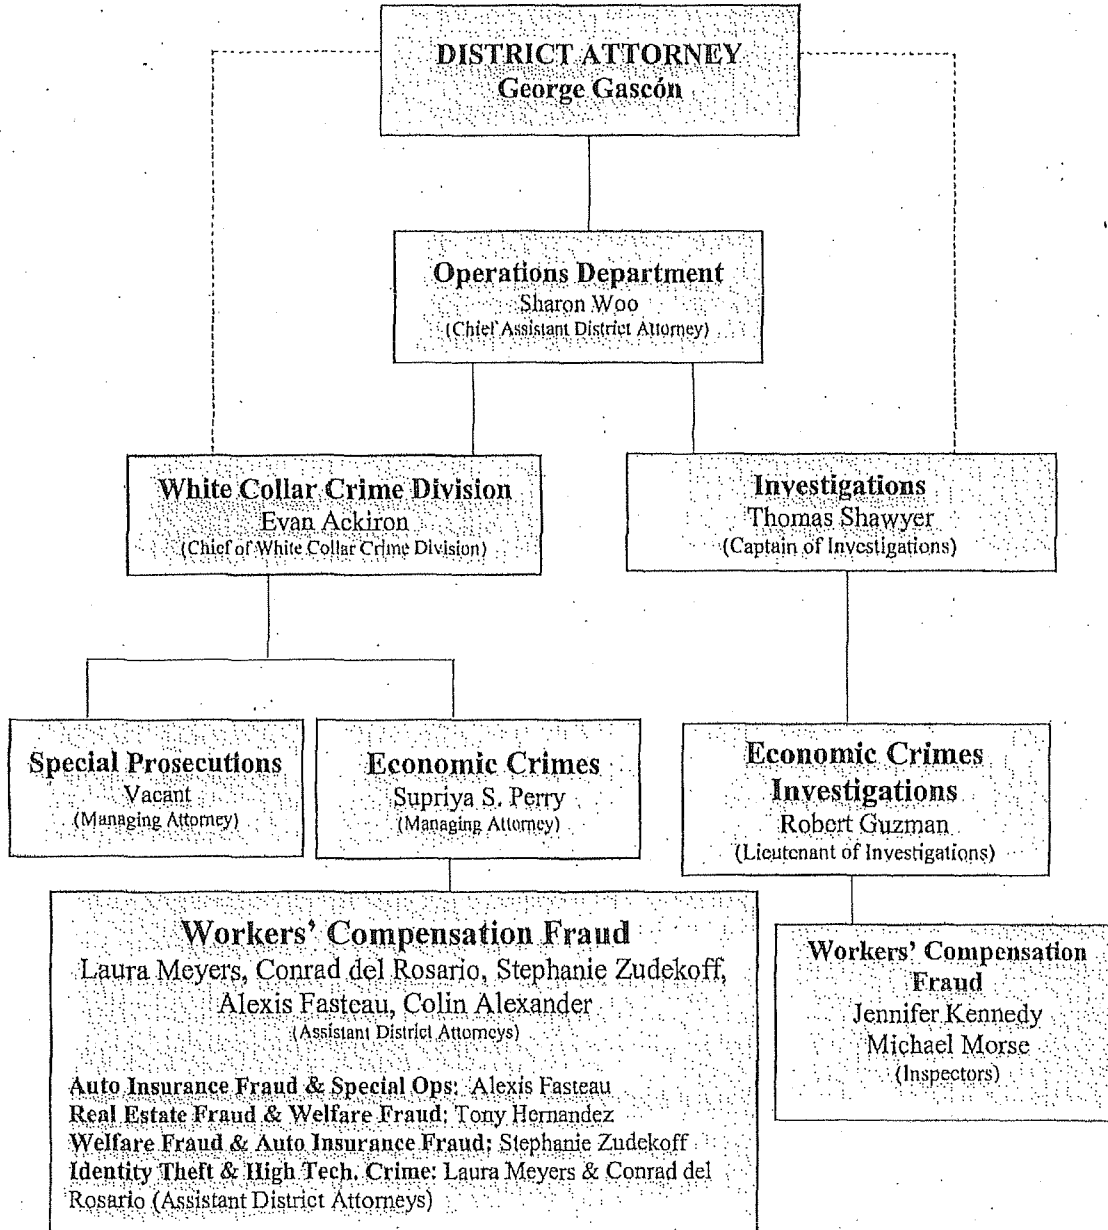 DISTRICT ATTORNEY
George Gascón
Operations Department
Sharon Woo
(Chief Assistant District Attorney)
White Collar Crime Division
Evan Ackiron
(Chief of White Collar Crime Division)
Investigations
Thomas Shawyer
(Captain of Investigations)
Special Prosecutions
Vacant
(Managing Attorney)
Economic Crimes
Supriya S. Perry
(Managing Attorney)
Economic Crimes
Investigations
Robert Guzman
(Lieutenant of Investigations)
Workers' Compensation Fraud
Laura Meyers, Conrad del Rosario, Stephanie Zudekoff,
Alexis Fasteau, Colin Alexander
(Assistant District Attorneys)
Auto Insurance Fraud & Special Ops: Alexis Fasteau
Real Estate Fraud & Welfare Fraud: Tony Hernandez
Welfare Fraud & Auto Insurance Fraud: Stephanie Zudekoff
Identity Theft & High Tech. Crime: Laura Meyers & Conrad del
Rosario (Assistant District Attorneys)
Workers' Compensation
Fraud
Jennifer Kennedy
Michael Morse
(Inspectors)